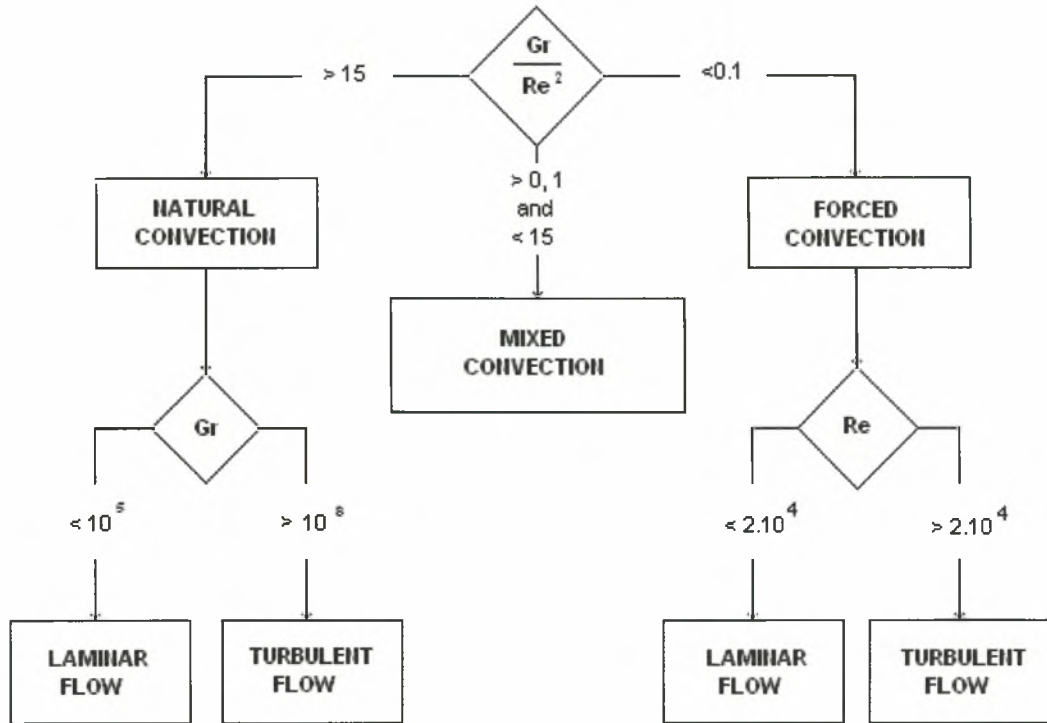 Gr
Re²
> 15
<0.1
> 0, 1
and
< 15
NATURAL
CONVECTION
FORCED
CONVECTION
MIXED
CONVECTION
Gr
Re
< 10⁵
> 10⁸
< 2.10⁴
> 2.10⁴
LAMINAR
FLOW
TURBULENT
FLOW
LAMINAR
FLOW
TURBULENT
FLOW